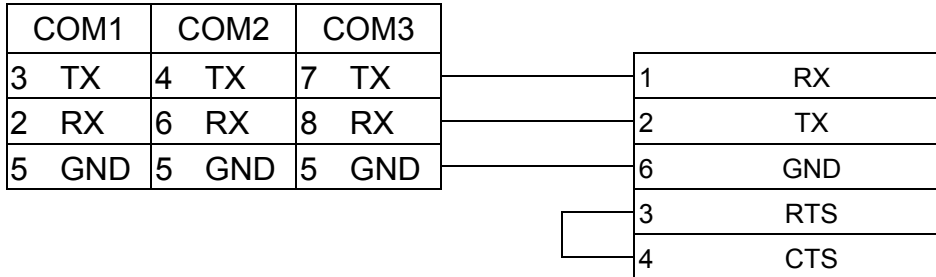 COM1 COM2 COM3
3 TX 4 TX 7 TX 1 RX
2 RX 6 RX 8 RX 2 TX
5 GND 5 GND 5 GND 6 GND
3 RTS
4 CTS